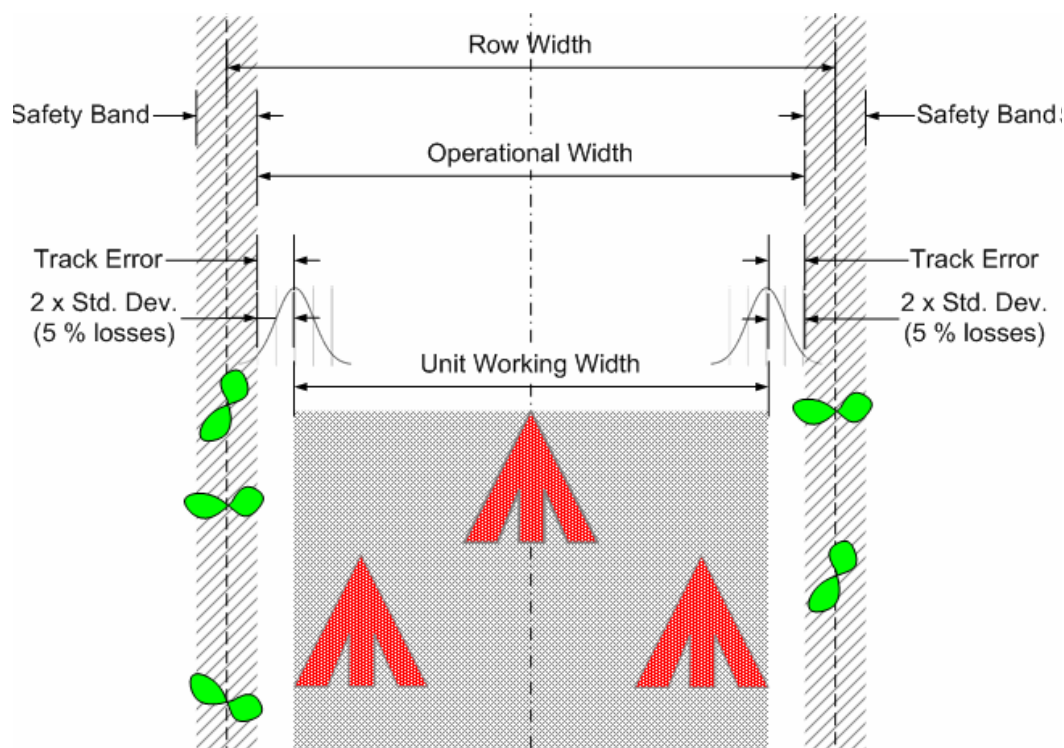 Row Width
Safety Band
Safety Band
Operational Width
Track Error
Track Error
2 x Std. Dev.
(5 % losses)
2 x Std. Dev.
(5 % losses)
Unit Working Width